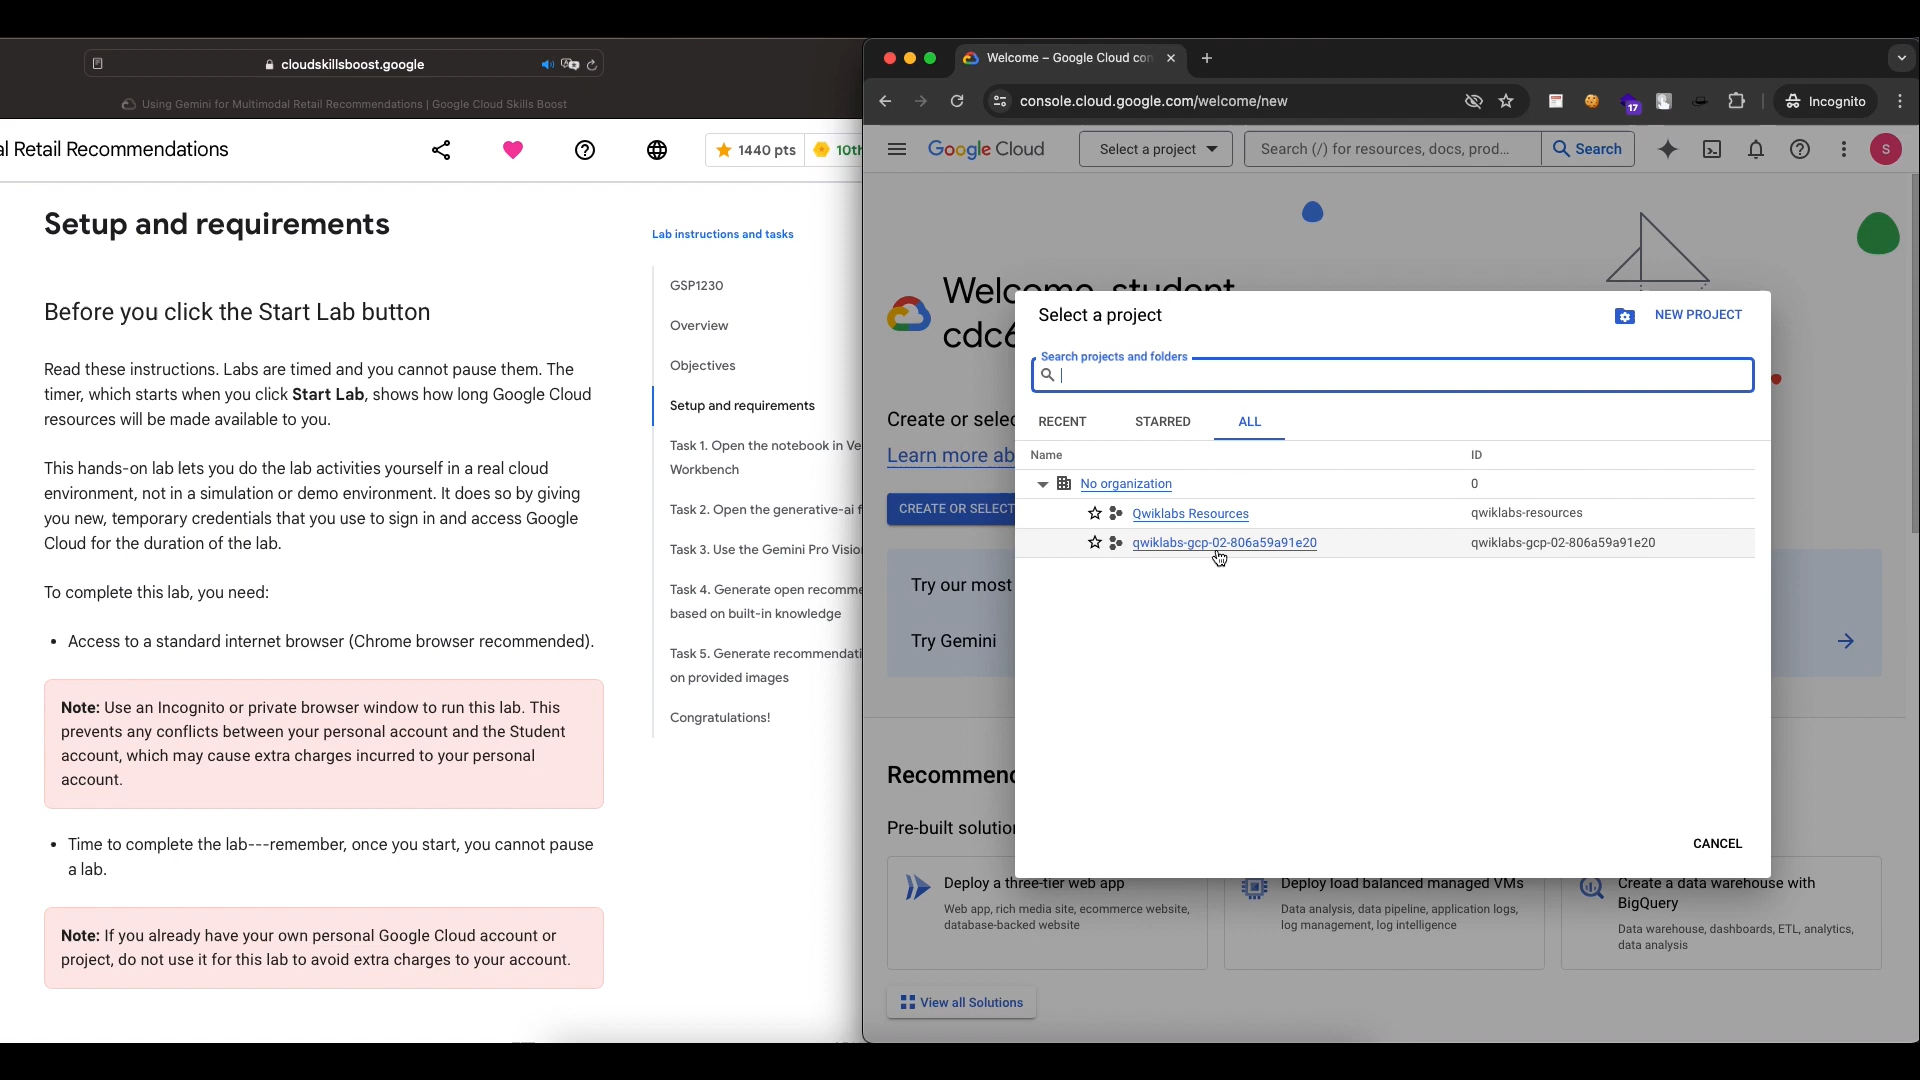 cloudskillsboost.google
Using Gemini for Multimodal Retail Recommendations | Google Cloud Skills Boost
al Retail Recommendations
1440 pts
10th
Setup and requirements
Before you click the Start Lab button
Read these instructions. Labs are timed and you cannot pause them. The
timer, which starts when you click Start Lab, shows how long Google Cloud
resources will be made available to you.
This hands-on lab lets you do the lab activities yourself in a real cloud
environment, not in a simulation or demo environment. It does so by giving
you new, temporary credentials that you use to sign in and access Google
Cloud for the duration of the lab.
To complete this lab, you need:
• Access to a standard internet browser (Chrome browser recommended).
Note: Use an Incognito or private browser window to run this lab. This
prevents any conflicts between your personal account and the Student
account, which may cause extra charges incurred to your personal
account.
• Time to complete the lab---remember, once you start, you cannot pause
a lab.
Note: If you already have your own personal Google Cloud account or
project, do not use it for this lab to avoid extra charges to your account.
Lab instructions and tasks
GSP1230
Overview
Objectives
Setup and requirements
Task 1. Open the notebook in Ve
Workbench
Task 2. Open the generative-ai f
Task 3. Use the Gemini Pro Visio
Task 4. Generate open recomme
based on built-in knowledge
Task 5. Generate recommendati
on provided images
Congratulations!
Welcome – Google Cloud con
console.cloud.google.com/welcome/new
17
Incognito
Google Cloud
Select a project
Search (/) for resources, docs, prod...
Search
S
Welcome, student
cdc6
Create or selec
Learn more ab
CREATE OR SELECT
Try our most
Try Gemini
Recommend
Pre-built solution
Select a project
NEW PROJECT
Search projects and folders
RECENT
STARRED
ALL
Name
ID
No organization
0
Qwiklabs Resources
qwiklabs-resources
qwiklabs-gcp-02-806a59a91e20
qwiklabs-gcp-02-806a59a91e20
CANCEL
Deploy a three-tier web app
Web app, rich media site, ecommerce website,
database-backed website
Deploy load balanced managed VMs
Data analysis, data pipeline, application logs,
log management, log intelligence
Create a data warehouse with
BigQuery
Data warehouse, dashboards, ETL, analytics,
data analysis
View all Solutions